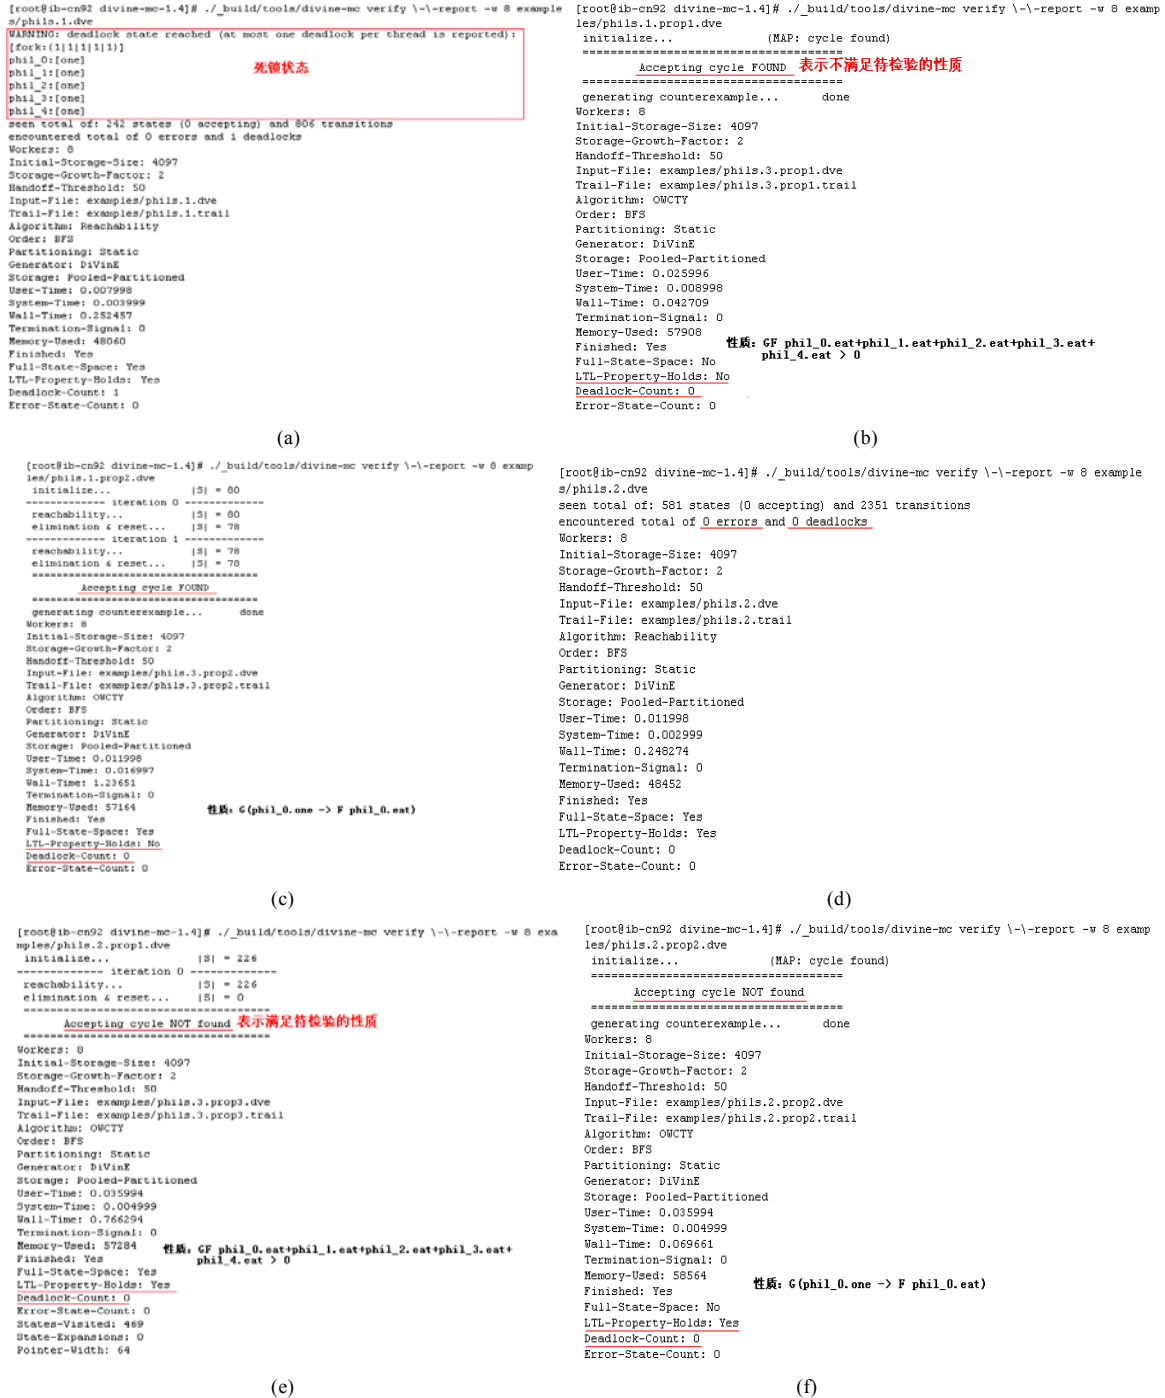 [root@ib-cn92 divine-mc-1.4]# ./_build/tools/divine-mc verify \-\-report -w 8 example
s/phils.1.dve
WARNING: deadlock state reached (at most one deadlock per thread is reported):
[fork:(1|1|1|1|1)]
phil_0:[one]
phil_1:[one]
死锁状态
phil_2:[one]
phil_3:[one]
phil_4:[one]
seen total of: 242 states (0 accepting) and 806 transitions
encountered total of 0 errors and 1 deadlocks
Workers: 8
Initial-Storage-Size: 4097
Storage-Growth-Factor: 2
Handoff-Threshold: 50
Input-File: examples/phils.1.dve
Trail-File: examples/phils.1.trail
Algorithm: Reachability
Order: BFS
Partitioning: Static
Generator: DiVinE
Storage: Pooled-Partitioned
User-Time: 0.007998
System-Time: 0.003999
Wall-Time: 0.252457
Termination-Signal: 0
Memory-Used: 48060
Finished: Yes
Full-State-Space: Yes
LTL-Property-Holds: Yes
Deadlock-Count: 1
Error-State-Count: 0
(a)
[root@ib-cn92 divine-mc-1.4]# ./_build/tools/divine-mc verify \-\-report -w 8 examp
les/phils.1.prop1.dve
initialize... (MAP: cycle found)
======================================
Accepting cycle FOUND 表示不满足待检验的性质
======================================
generating counterexample... done
Workers: 8
Initial-Storage-Size: 4097
Storage-Growth-Factor: 2
Handoff-Threshold: 50
Input-File: examples/phils.3.prop1.dve
Trail-File: examples/phils.3.prop1.trail
Algorithm: OWCTY
Order: BFS
Partitioning: Static
Generator: DiVinE
Storage: Pooled-Partitioned
User-Time: 0.025996
System-Time: 0.008998
Wall-Time: 0.042709
Termination-Signal: 0
Memory-Used: 57908
Finished: Yes
性质: GF phil_0.eat+phil_1.eat+phil_2.eat+phil_3.eat+
phil_4.eat > 0
Full-State-Space: No
LTL-Property-Holds: No
Deadlock-Count: 0
Error-State-Count: 0
(b)
[root@ib-cn92 divine-mc-1.4]# ./_build/tools/divine-mc verify \-\-report -w 8 examp
les/phils.1.prop2.dve
initialize... |S| = 80
------------- iteration 0 -------------
reachability... |S| = 80
elimination & reset... |S| = 78
------------- iteration 1 -------------
reachability... |S| = 78
elimination & reset... |S| = 78
======================================
Accepting cycle FOUND
======================================
generating counterexample... done
Workers: 8
Initial-Storage-Size: 4097
Storage-Growth-Factor: 2
Handoff-Threshold: 50
Input-File: examples/phils.3.prop2.dve
Trail-File: examples/phils.3.prop2.trail
Algorithm: OWCTY
Order: BFS
Partitioning: Static
Generator: DiVinE
Storage: Pooled-Partitioned
User-Time: 0.011998
System-Time: 0.016997
Wall-Time: 1.23651
Termination-Signal: 0
Memory-Used: 57164
性质: G(phil_0.one -> F phil_0.eat)
Finished: Yes
Full-State-Space: Yes
LTL-Property-Holds: No
Deadlock-Count: 0
Error-State-Count: 0
(c)
[root@ib-cn92 divine-mc-1.4]# ./_build/tools/divine-mc verify \-\-report -w 8 example
s/phils.2.dve
seen total of: 581 states (0 accepting) and 2351 transitions
encountered total of 0 errors and 0 deadlocks
Workers: 8
Initial-Storage-Size: 4097
Storage-Growth-Factor: 2
Handoff-Threshold: 50
Input-File: examples/phils.2.dve
Trail-File: examples/phils.2.trail
Algorithm: Reachability
Order: BFS
Partitioning: Static
Generator: DiVinE
Storage: Pooled-Partitioned
User-Time: 0.011998
System-Time: 0.002999
Wall-Time: 0.248274
Termination-Signal: 0
Memory-Used: 48452
Finished: Yes
Full-State-Space: Yes
LTL-Property-Holds: Yes
Deadlock-Count: 0
Error-State-Count: 0
(d)
[root@ib-cn92 divine-mc-1.4]# ./_build/tools/divine-mc verify \-\-report -w 8 exa
mples/phils.2.prop1.dve
initialize... |S| = 226
------------- iteration 0 -------------
reachability... |S| = 226
elimination & reset... |S| = 0
======================================
Accepting cycle NOT found 表示满足待检验的性质
======================================
Workers: 8
Initial-Storage-Size: 4097
Storage-Growth-Factor: 2
Handoff-Threshold: 50
Input-File: examples/phils.3.prop3.dve
Trail-File: examples/phils.3.prop3.trail
Algorithm: OWCTY
Order: BFS
Partitioning: Static
Generator: DiVinE
Storage: Pooled-Partitioned
User-Time: 0.035994
System-Time: 0.004999
Wall-Time: 0.766294
Termination-Signal: 0
Memory-Used: 57284
性质: GF phil_0.eat+phil_1.eat+phil_2.eat+phil_3.eat+
phil_4.eat > 0
Finished: Yes
Full-State-Space: Yes
LTL-Property-Holds: Yes
Deadlock-Count: 0
Error-State-Count: 0
States-Visited: 469
State-Expansions: 0
Pointer-Width: 64
(e)
[root@ib-cn92 divine-mc-1.4]# ./_build/tools/divine-mc verify \-\-report -w 8 examp
les/phils.2.prop2.dve
initialize... (MAP: cycle found)
======================================
Accepting cycle NOT found
======================================
generating counterexample... done
Workers: 8
Initial-Storage-Size: 4097
Storage-Growth-Factor: 2
Handoff-Threshold: 50
Input-File: examples/phils.2.prop2.dve
Trail-File: examples/phils.2.prop2.trail
Algorithm: OWCTY
Order: BFS
Partitioning: Static
Generator: DiVinE
Storage: Pooled-Partitioned
User-Time: 0.035994
System-Time: 0.004999
Wall-Time: 0.069661
Termination-Signal: 0
Memory-Used: 58564
性质: G(phil_0.one -> F phil_0.eat)
Finished: Yes
Full-State-Space: No
LTL-Property-Holds: Yes
Deadlock-Count: 0
Error-State-Count: 0
(f)